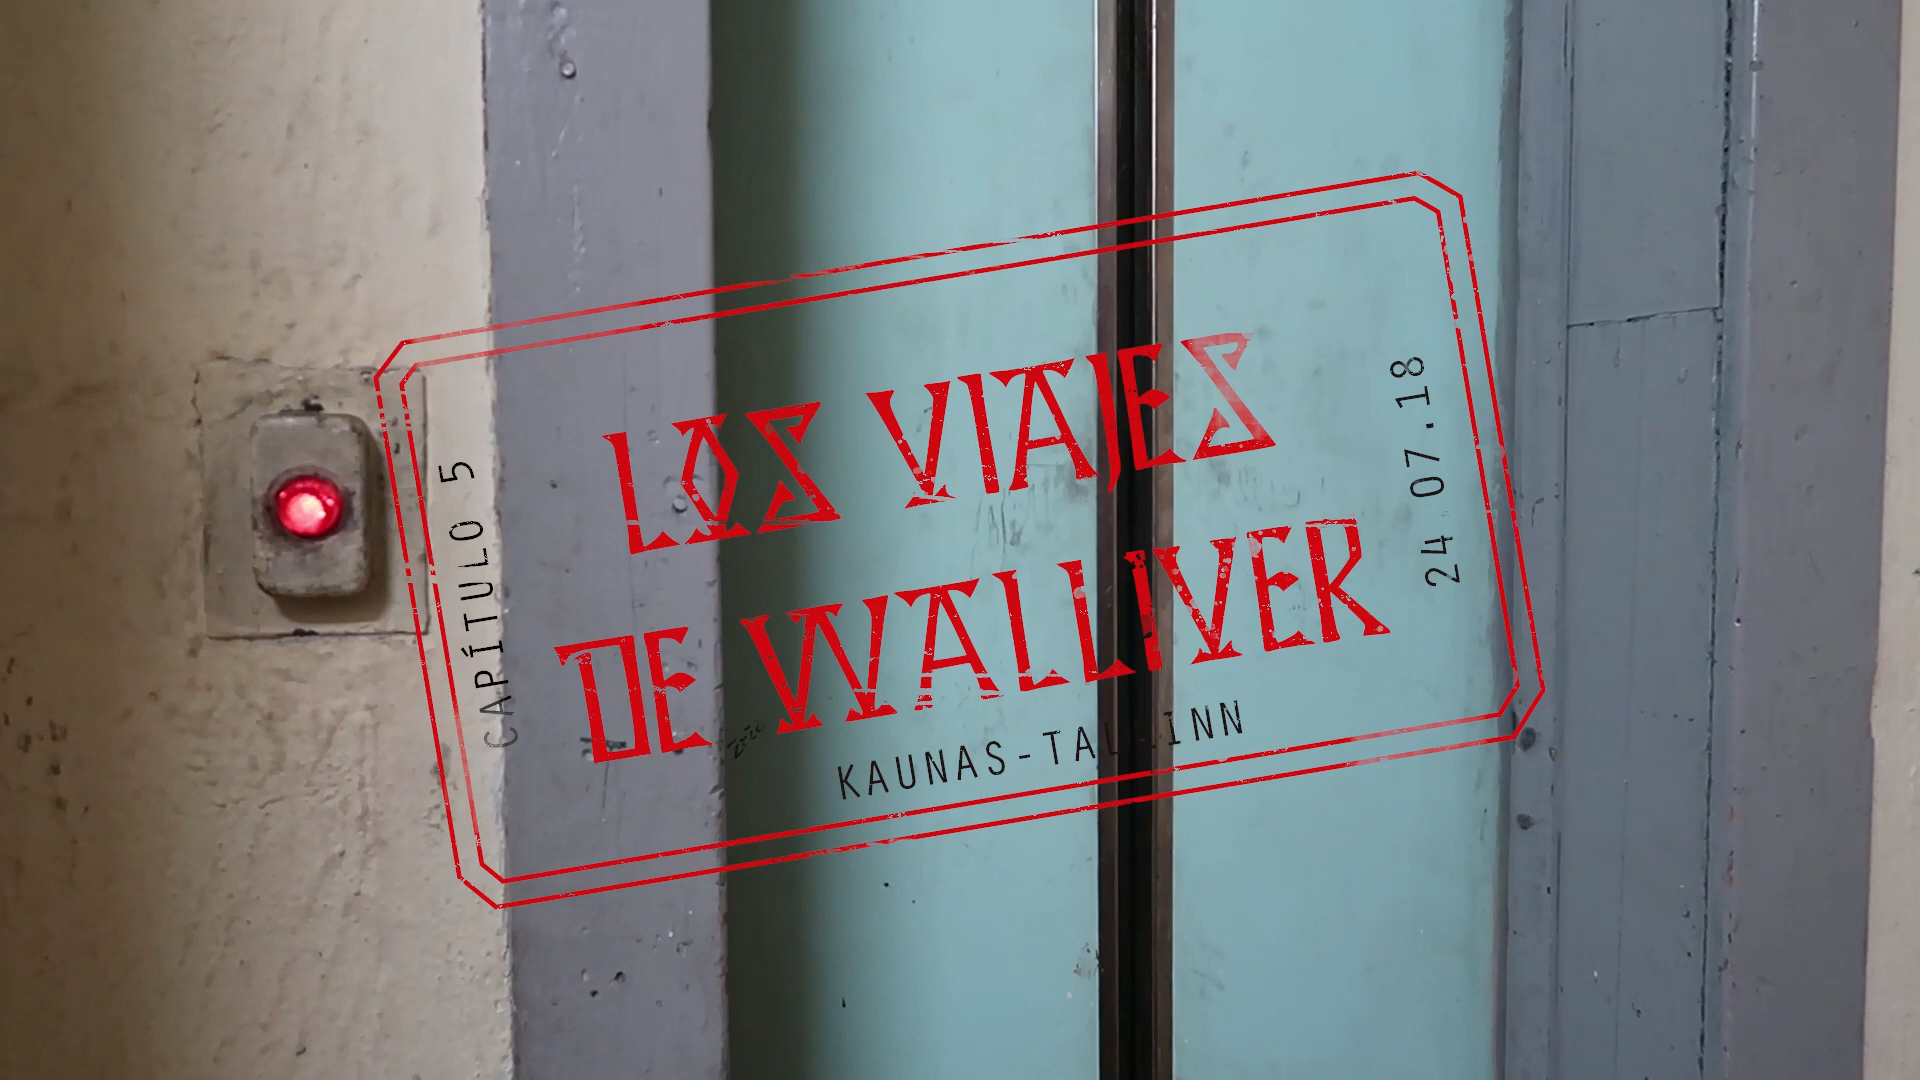 LOS VIAJES
DE WALLIVER
KAUNAS-TALLINN
CAPÍTULO 5
24 07.18